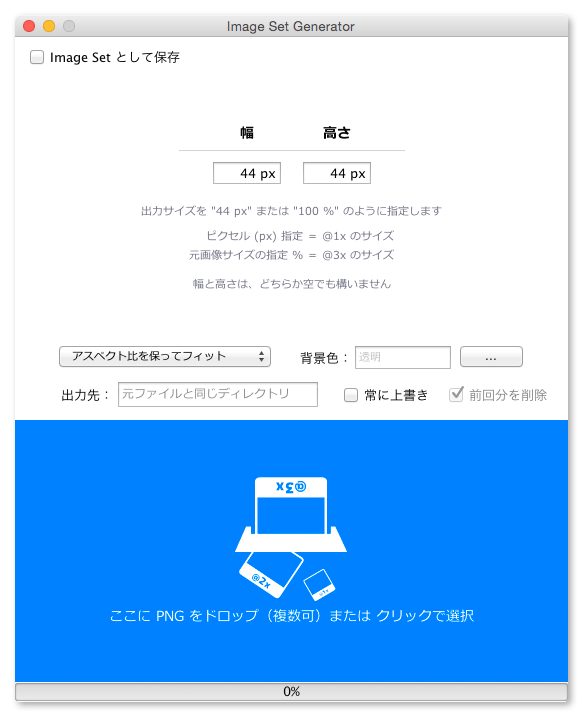 Image Set Generator
Image Set として保存
幅 高さ
44 px 44 px
出力サイズを "44 px" または "100 %" のように指定します
ピクセル (px) 指定 = @1x のサイズ
元画像サイズの指定 % = @3x のサイズ
幅と高さは、どちらか空でも構いません
アスペクト比を保ってフィット 背景色： 透明 ...
出力先： 元ファイルと同じディレクトリ 常に上書き 前回分を削除
@3x
@2x
@1x
ここに PNG をドロップ（複数可）または クリックで選択
0%